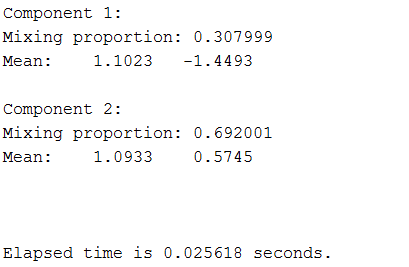 Component 1:
Mixing proportion: 0.307999
Mean:    1.1023   -1.4493
Component 2:
Mixing proportion: 0.692001
Mean:    1.0933    0.5745
Elapsed time is 0.025618 seconds.